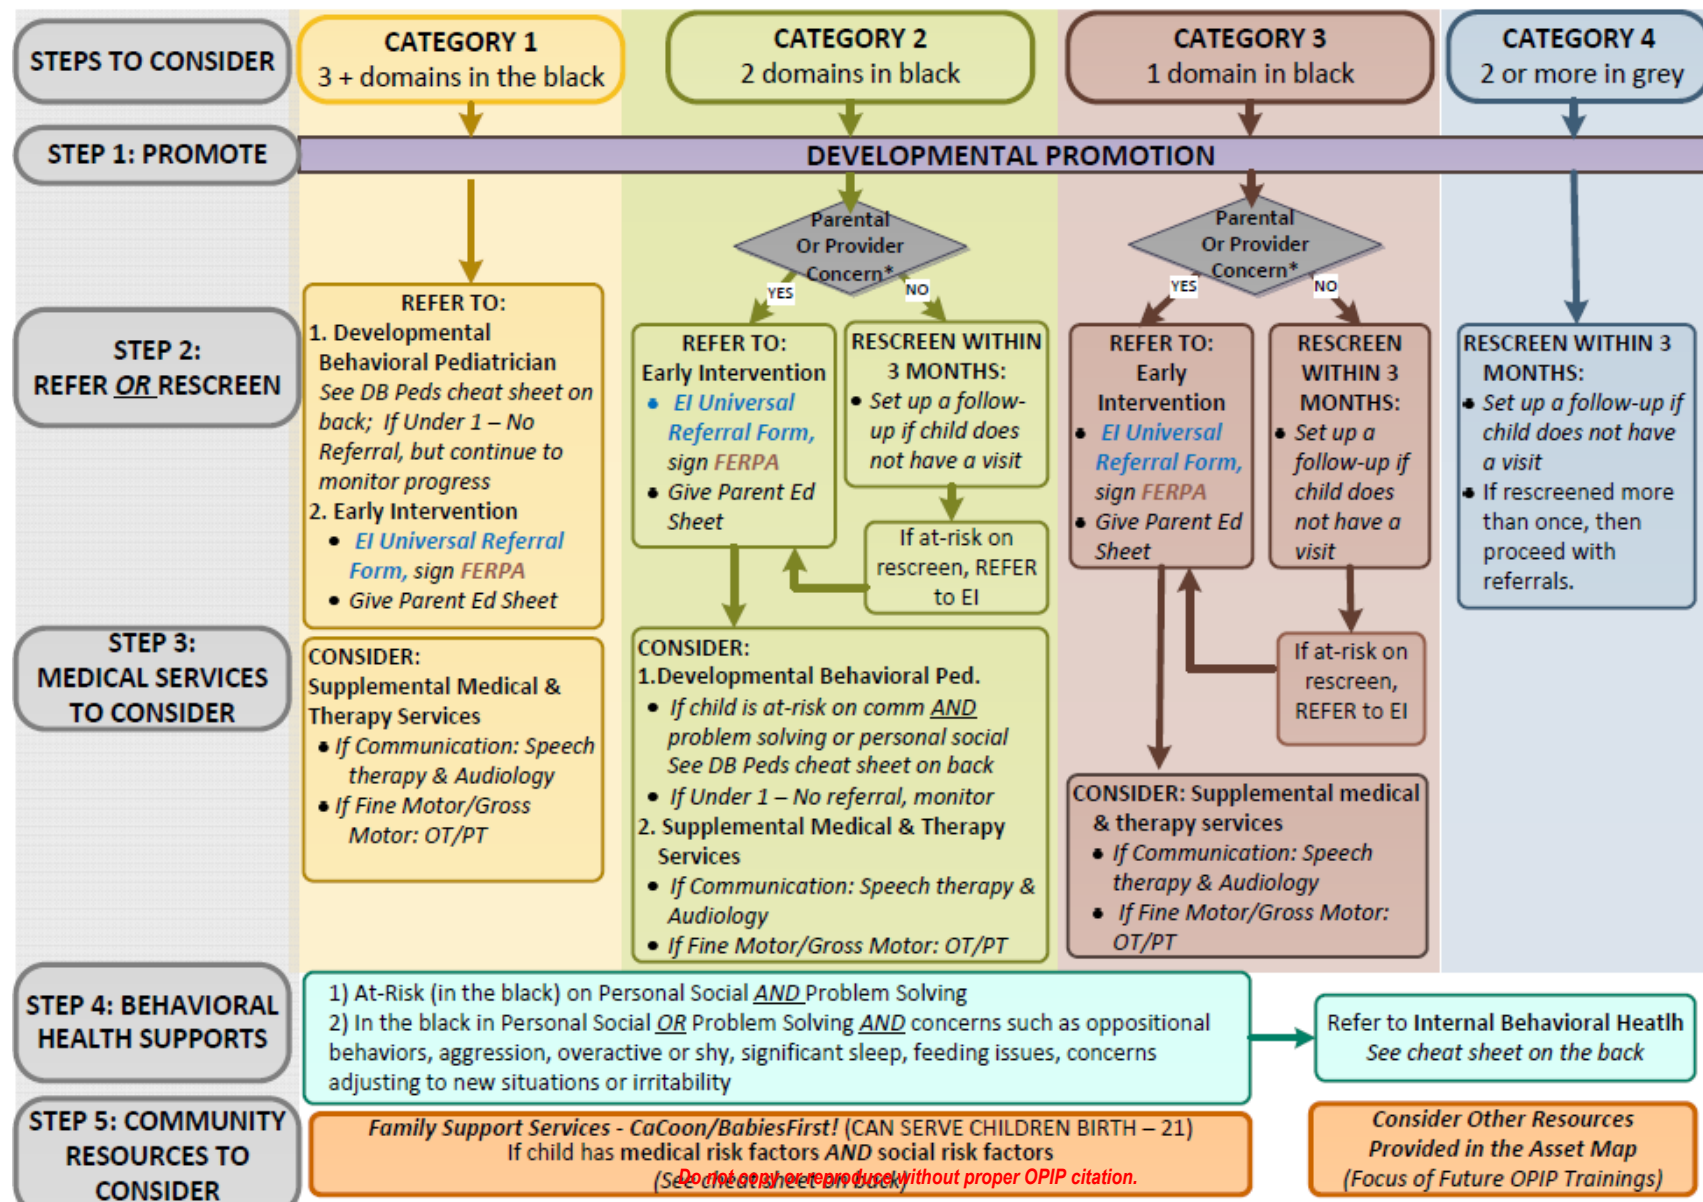 STEPS TO CONSIDER
CATEGORY 1
3 + domains in the black
CATEGORY 2
2 domains in black
CATEGORY 3
1 domain in black
CATEGORY 4
2 or more in grey
STEP 1: PROMOTE
DEVELOPMENTAL PROMOTION
Parental
Or Provider
Concern*
YES
NO
Parental
Or Provider
Concern*
YES
NO
STEP 2:
REFER OR RESCREEN
REFER TO:
1. Developmental
Behavioral Pediatrician
See DB Peds cheat sheet on
back; If Under 1 – No
Referral, but continue to
monitor progress
2. Early Intervention
• EI Universal Referral
Form, sign FERPA
• Give Parent Ed Sheet
REFER TO:
Early Intervention
• EI Universal
Referral Form,
sign FERPA
• Give Parent Ed
Sheet
RESCREEN WITHIN
3 MONTHS:
• Set up a follow-
up if child does
not have a visit
If at-risk on
rescreen, REFER
to EI
REFER TO:
Early
Intervention
• EI Universal
Referral Form,
sign FERPA
• Give Parent Ed
Sheet
RESCREEN
WITHIN 3
MONTHS:
• Set up a
follow-up if
child does
not have a
visit
If at-risk on
rescreen,
REFER to EI
RESCREEN WITHIN 3
MONTHS:
• Set up a follow-up if
child does not have
a visit
• If rescreened more
than once, then
proceed with
referrals.
STEP 3:
MEDICAL SERVICES
TO CONSIDER
CONSIDER:
Supplemental Medical &
Therapy Services
• If Communication: Speech
therapy & Audiology
• If Fine Motor/Gross
Motor: OT/PT
CONSIDER:
1.Developmental Behavioral Ped.
• If child is at-risk on comm AND
problem solving or personal social
See DB Peds cheat sheet on back
• If Under 1 – No referral, monitor
2. Supplemental Medical & Therapy
Services
• If Communication: Speech therapy &
Audiology
• If Fine Motor/Gross Motor: OT/PT
CONSIDER: Supplemental medical
& therapy services
• If Communication: Speech
therapy & Audiology
• If Fine Motor/Gross Motor:
OT/PT
STEP 4: BEHAVIORAL
HEALTH SUPPORTS
1) At-Risk (in the black) on Personal Social AND Problem Solving
2) In the black in Personal Social OR Problem Solving AND concerns such as oppositional
behaviors, aggression, overactive or shy, significant sleep, feeding issues, concerns
adjusting to new situations or irritability
Refer to Internal Behavioral Heatlh
See cheat sheet on the back
STEP 5: COMMUNITY
RESOURCES TO
CONSIDER
Family Support Services - CaCoon/BabiesFirst! (CAN SERVE CHILDREN BIRTH – 21)
If child has medical risk factors AND social risk factors
(See cheat sheet on back)
Do not copy or reproduce without proper OPIP citation.
Consider Other Resources
Provided in the Asset Map
(Focus of Future OPIP Trainings)